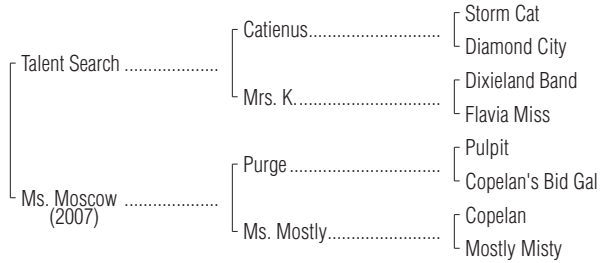 Storm Cat
Catienus..............................
Diamond City
Talent Search .....................
Dixieland Band
Mrs. K.................................
Flavia Miss
Pulpit
Purge..................................
Copelan's Bid Gal
Ms. Moscow .....................
(2007)
Copelan
Ms. Mostly.........................
Mostly Misty